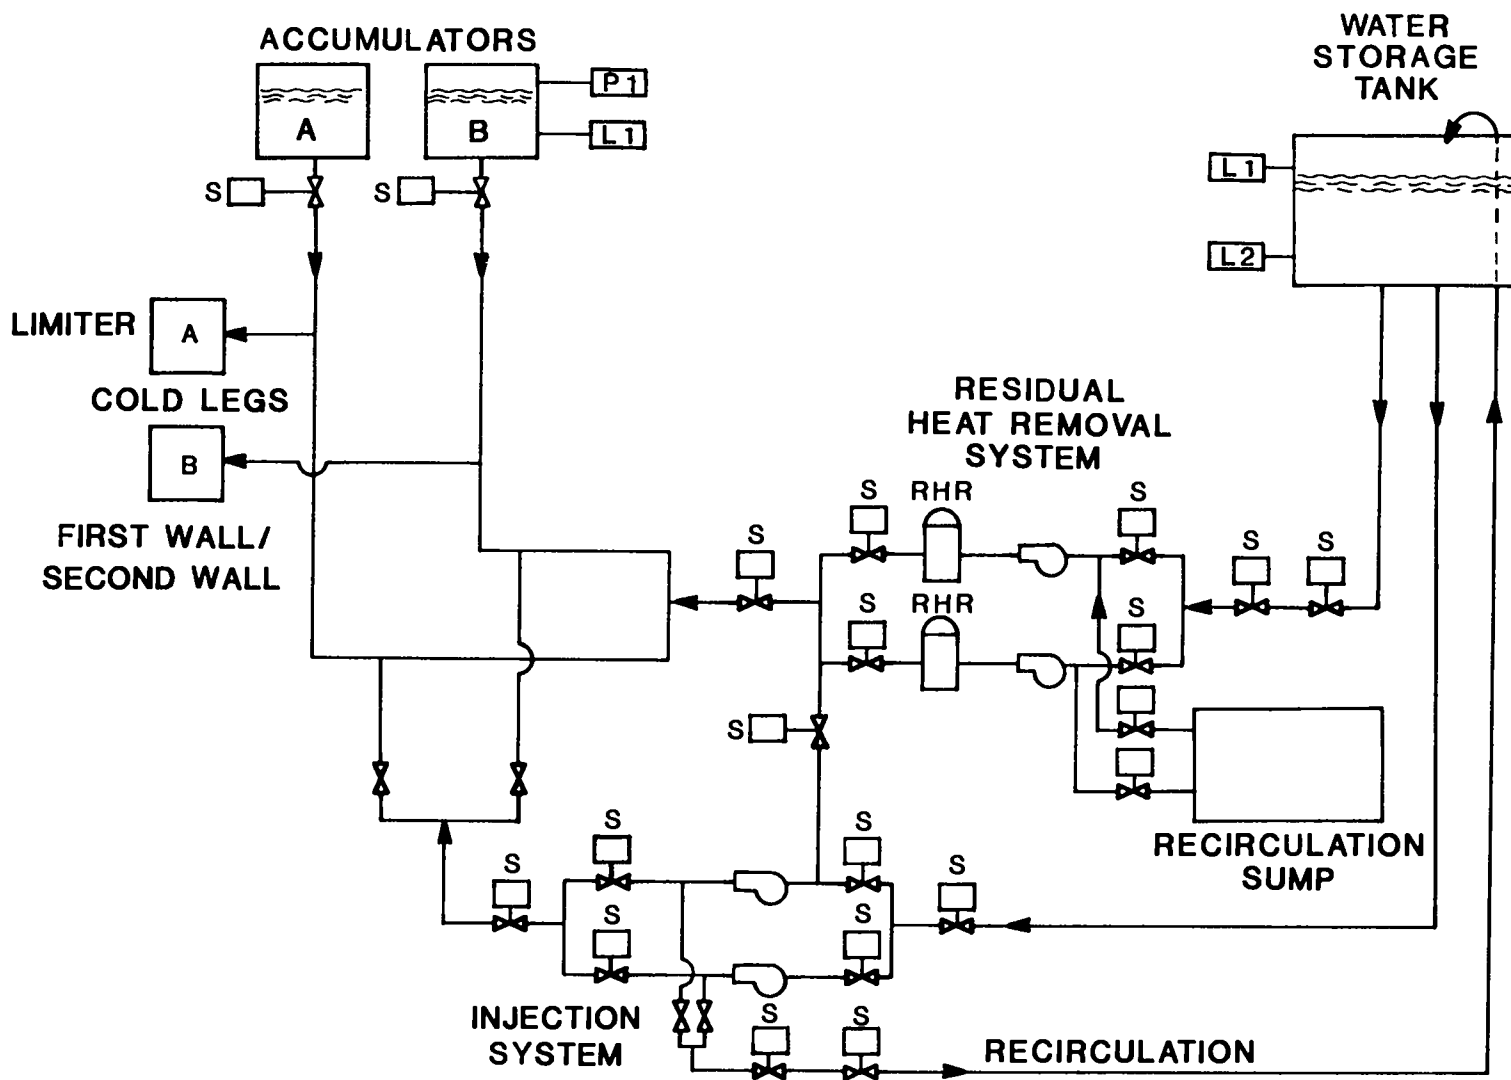 ACCUMULATORS
A
B
P1
L1
S
S
WATER
STORAGE
TANK
L1
L2
LIMITER
A
COLD LEGS
B
FIRST WALL/
SECOND WALL
RESIDUAL
HEAT REMOVAL
SYSTEM
S
RHR
S
S
S
S
S
RHR
S
S
RECIRCULATION
SUMP
S
S
S
S
S
S
INJECTION
SYSTEM
S
S
RECIRCULATION